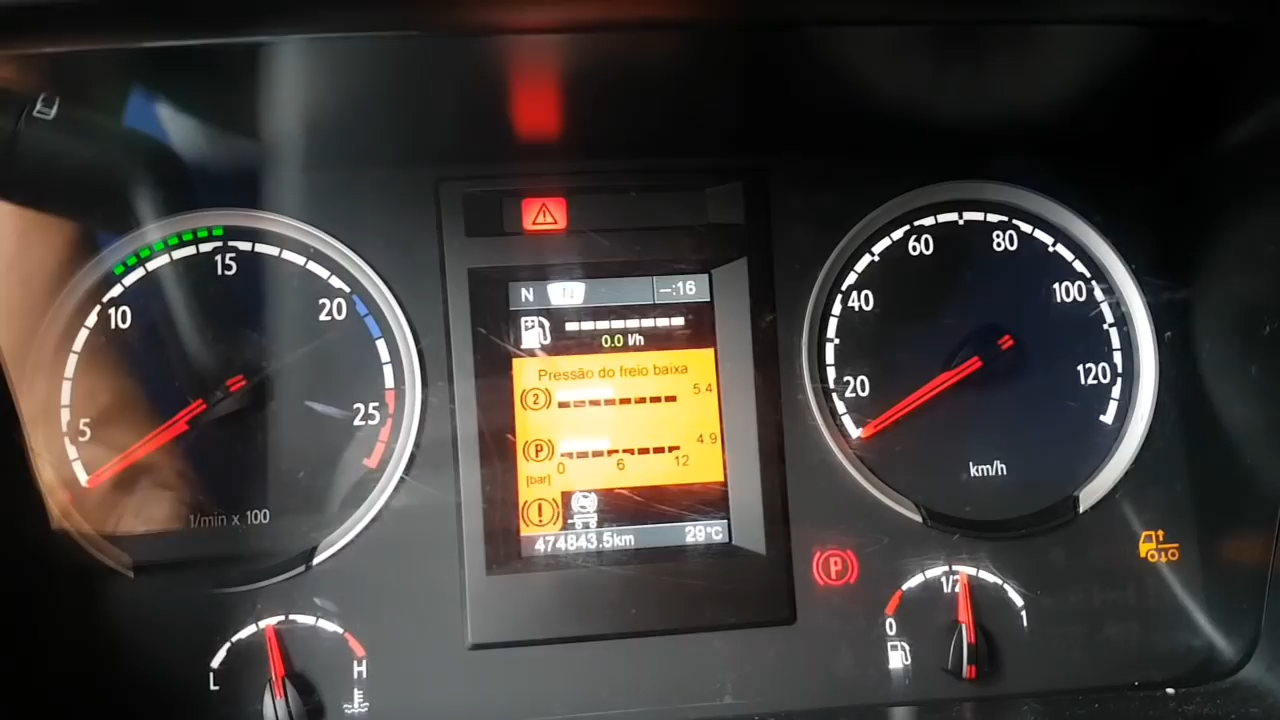 5
10
15
20
25
1/min x 100
L
H
N
N
--:16
0.0 l/h
Pressão do freio baixa
2
5.4
P
4.9
0 6 12
[bar]
!
474843.5km 29°C
20
40
60
80
100
120
km/h
P
0
1/2
1